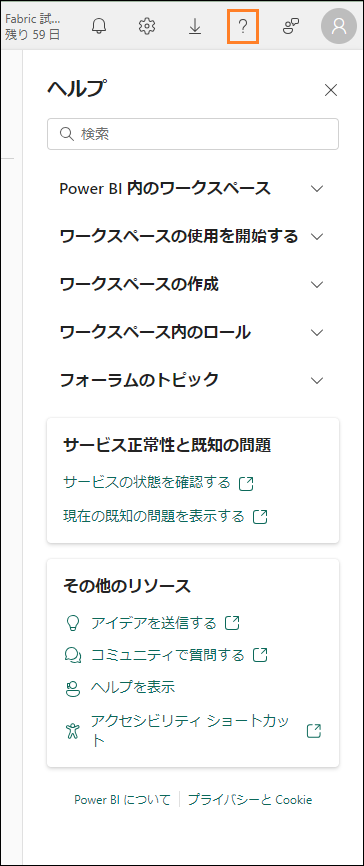 Fabric 試...
残り 59 日
?
ヘルプ
検索
Power BI 内のワークスペース
ワークスペースの使用を開始する
ワークスペースの作成
ワークスペース内のロール
フォーラムのトピック
サービス正常性と既知の問題
サービスの状態を確認する
現在の既知の問題を表示する
その他のリソース
アイデアを送信する
コミュニティで質問する
ヘルプを表示
アクセシビリティ ショートカッ
ト
Power BI について
プライバシーと Cookie